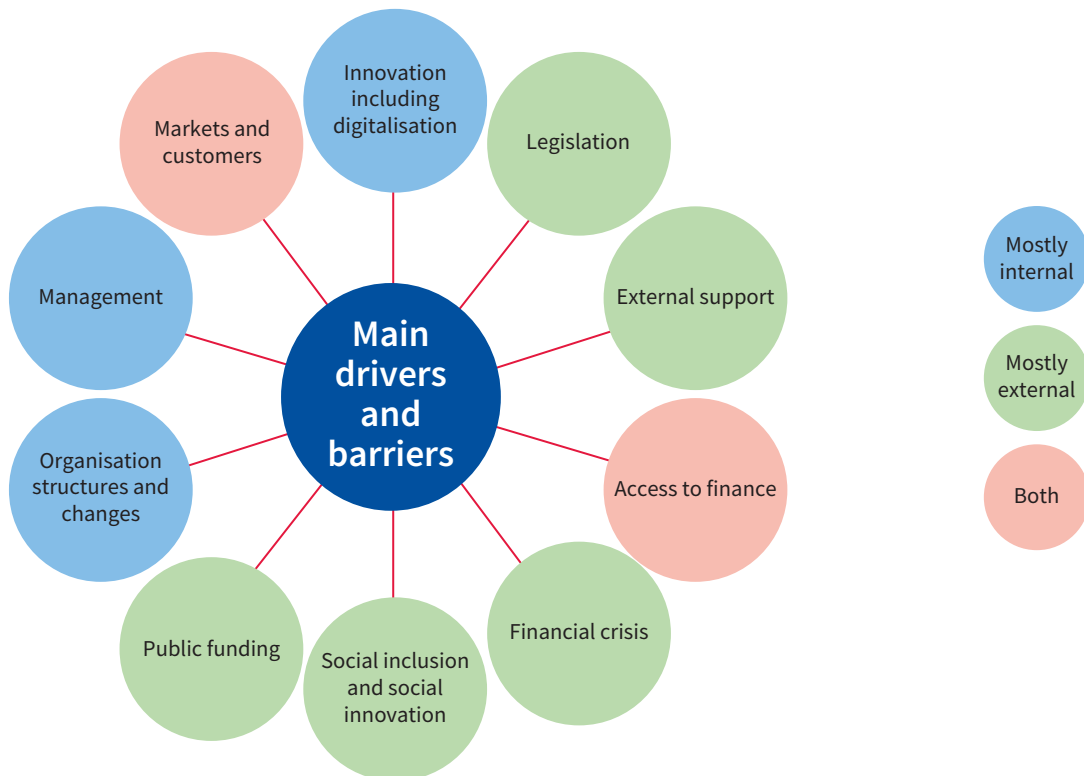 Innovation
including
digitalisation
Legislation
External support
Access to finance
Financial crisis
Social inclusion
and social
innovation
Public funding
Organisation
structures and
changes
Management
Markets and
customers
Main
drivers
and
barriers
Mostly
internal
Mostly
external
Both